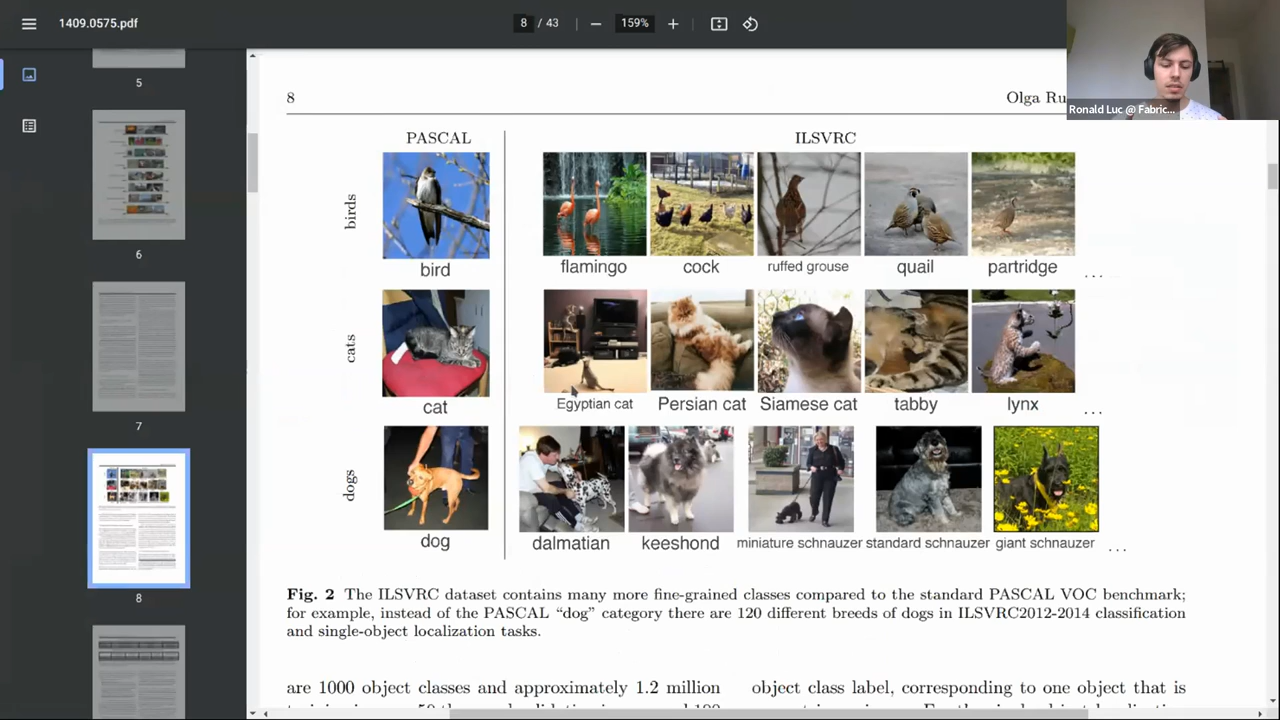 1409.0575.pdf
8 / 43
159%
Ronald Luc @ Fabric...
5
6
7
8
8
Olga Ru
PASCAL
ILSVRC
birds
bird
flamingo
cock
ruffed grouse
quail
partridge
...
cats
cat
Egyptian cat
Persian cat
Siamese cat
tabby
lynx
...
dogs
dog
dalmatian
keeshond
miniature schnauzer
standard schnauzer
giant schnauzer
...
Fig. 2 The ILSVRC dataset contains many more fine-grained classes compared to the standard PASCAL VOC benchmark;
for example, instead of the PASCAL “dog” category there are 120 different breeds of dogs in ILSVRC2012-2014 classification
and single-object localization tasks.
are 1000 object classes and approximately 1.2 million
object class label, corresponding to one object that is